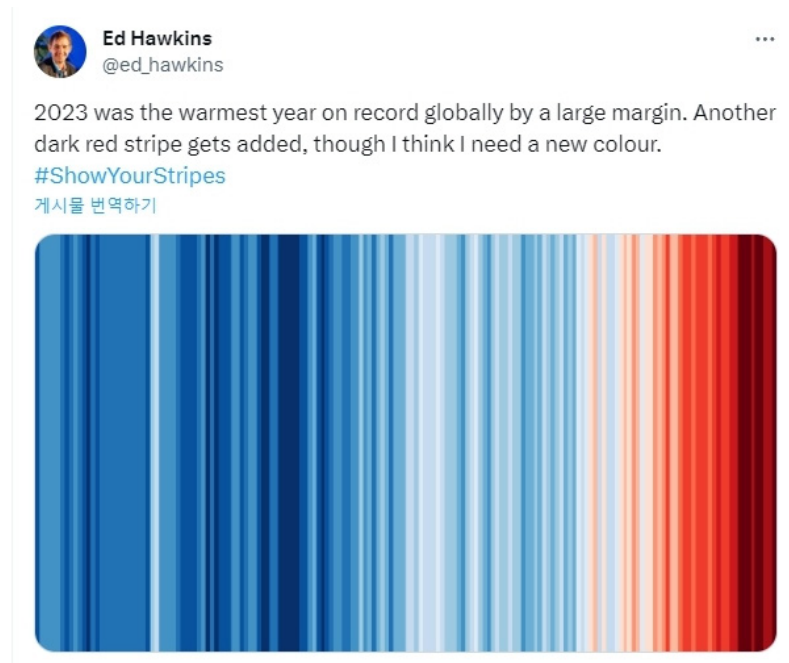 Ed Hawkins
@ed_hawkins
2023 was the warmest year on record globally by a large margin. Another
dark red stripe gets added, though I think I need a new colour.
#ShowYourStripes
게시물 번역하기